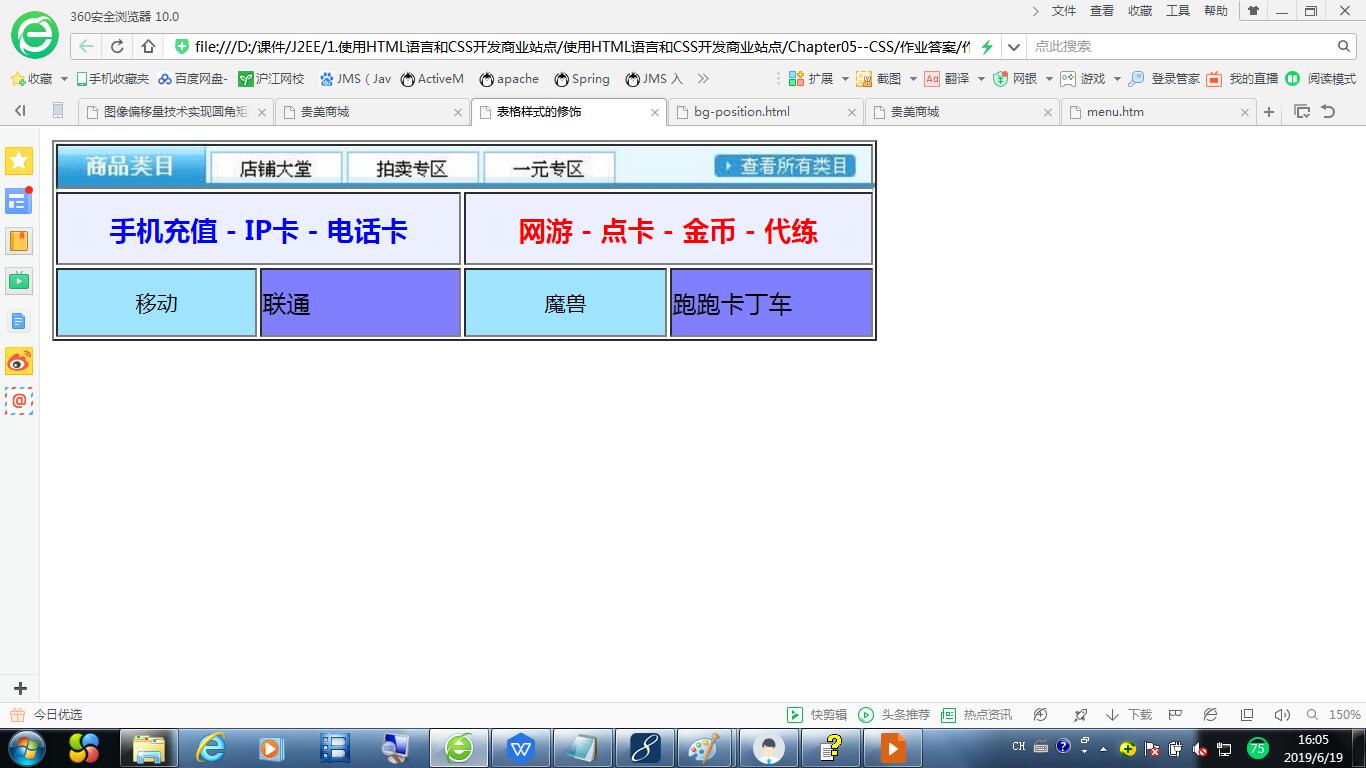 360安全浏览器 10.0
文件 查看 收藏 工具 帮助
file:///D:/课件/J2EE/1.使用HTML语言和CSS开发商业站点/使用HTML语言和CSS开发商业站点/Chapter05--CSS/作业答案/作
点此搜索
收藏 手机收藏夹 百度网盘- 沪江网校 JMS ( Jav ActiveM apache Spring JMS 入 扩展 截图 Aa 翻译 网银 游戏 登录管家 我的直播 阅读模式
图像偏移量技术实现圆角短 贵美商城 表格样式的修饰 bg-position.html 贵美商城 menu.htm
商品类目 店铺大堂 拍卖专区 一元专区 查看所有类目
手机充值 - IP卡 - 电话卡 网游 - 点卡 - 金币 - 代练
移动 联通 魔兽 跑跑卡丁车
今日优选 快剪辑 头条推荐 热点资讯 下载 150%
CH 75 16:05
2019/6/19